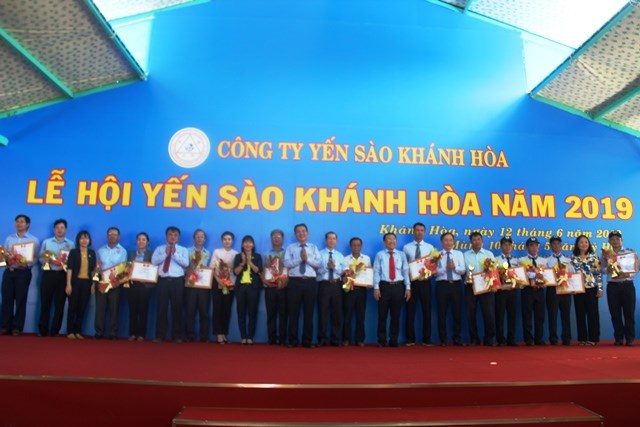 CÔNG TY YẾN SÀO KHÁNH HÒA
LỄ HỘI YẾN SÀO KHÁNH HÒA NĂM 2019
Khánh Hòa, ngày 12 tháng 6 năm
10